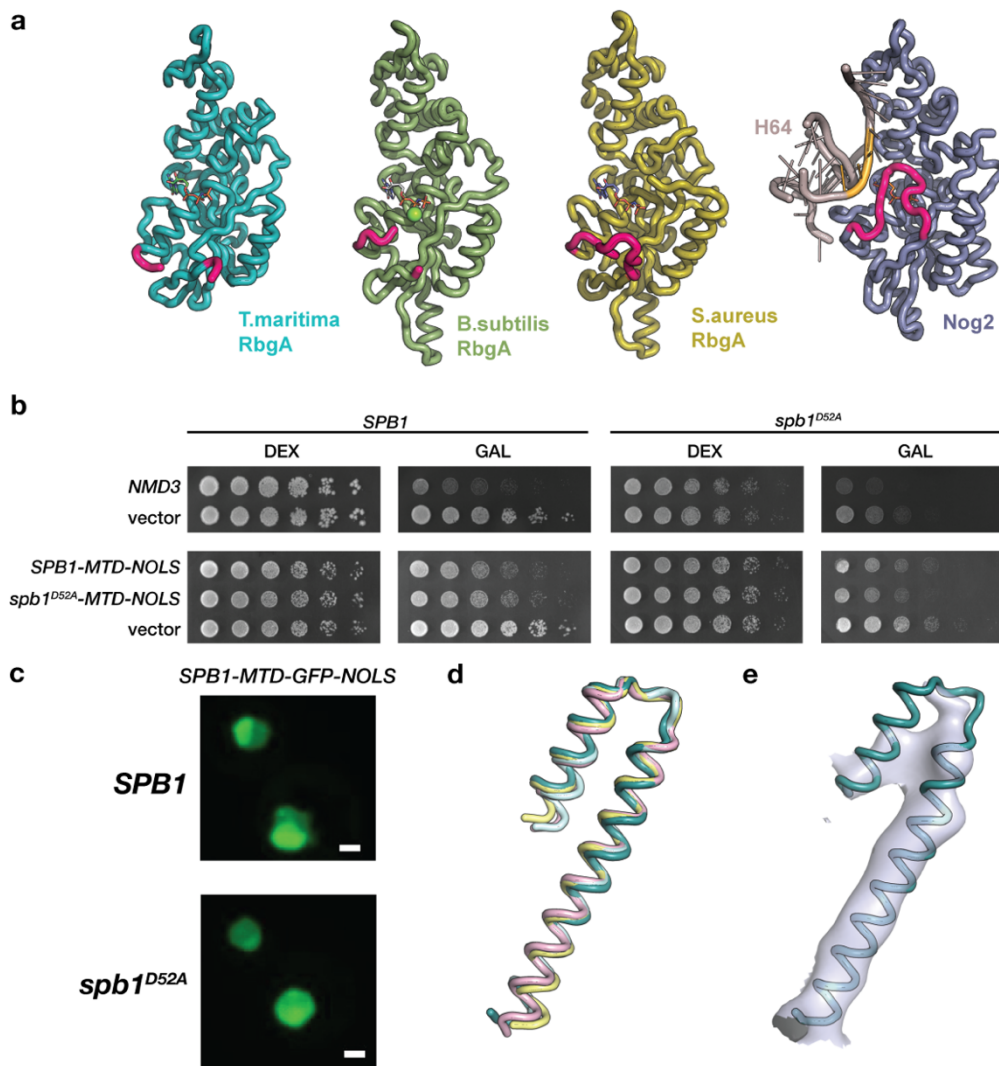 a
H64
T.maritima
RbgA
B.subtilis
RbgA
S.aureus
RbgA
Nog2
b
SPB1
spb1D52A
DEX
GAL
DEX
GAL
NMD3
vector
SPB1-MTD-NOLS
spb1D52A-MTD-NOLS
vector
c
SPB1-MTD-GFP-NOLS
SPB1
spb1D52A
d
e